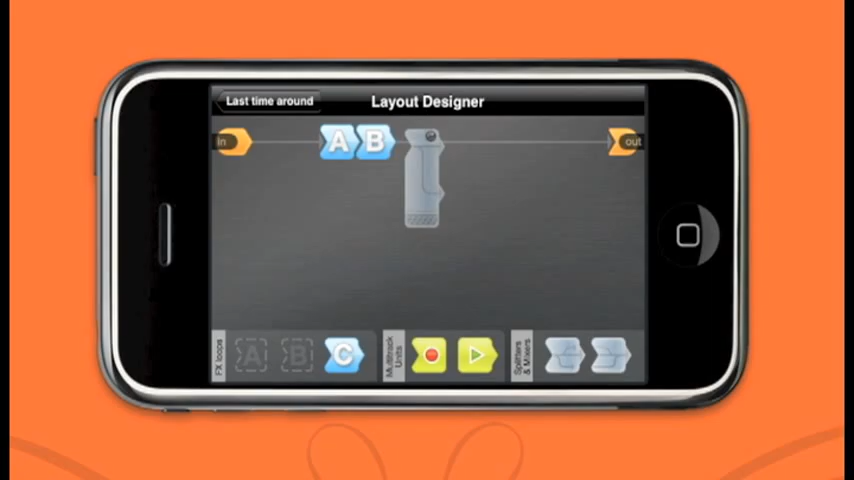 Last time around
Layout Designer
in
A
B
out
FX loops
A
B
C
Multitrack
Units
Splitters
& Mixers